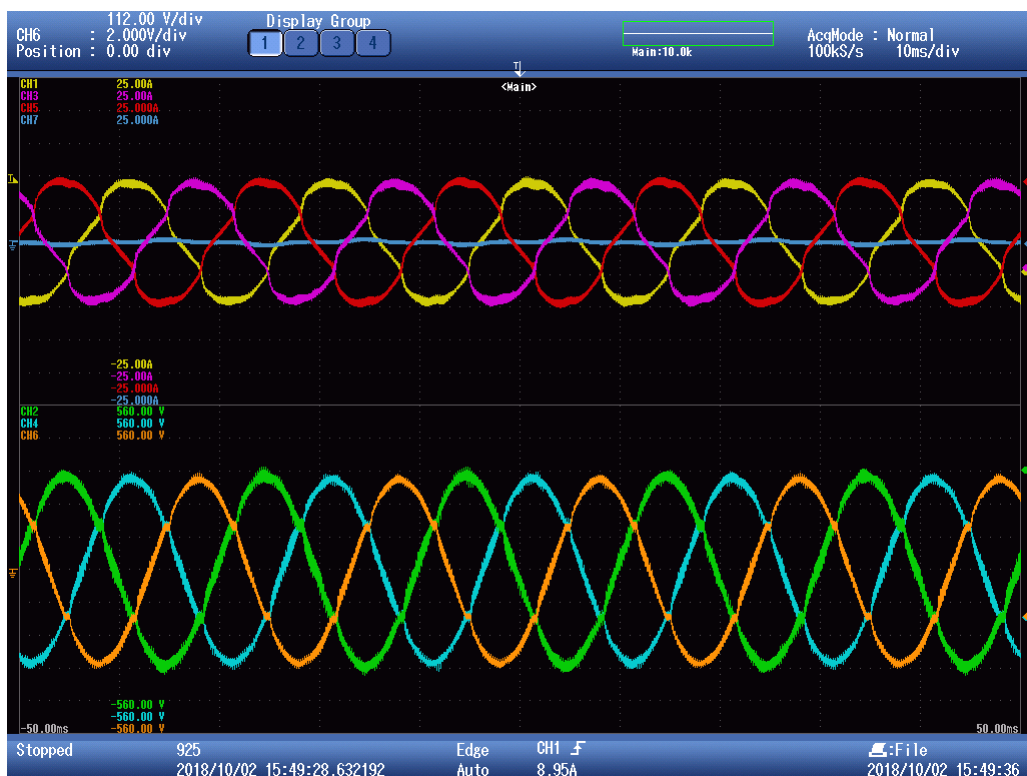 112.00 V/div
CH6 : 2.000V/div
Position : 0.00 div
Display Group
1 2 3 4
Main:10.0k
AcqMode : Normal
100kS/s 10ms/div
T
<Main>
CH1 25.00A
CH3 25.00A
CH5 25.000A
CH7 25.000A
T
-25.00A
-25.00A
-25.000A
-25.000A
CH2 560.00 V
CH4 560.00 V
CH6 560.00 V
-560.00 V
-560.00 V
-560.00 V
-50.00ms 50.00ms
Stopped 925 Edge CH1 :File
2018/10/02 15:49:28.632192 Auto 8.95A 2018/10/02 15:49:36